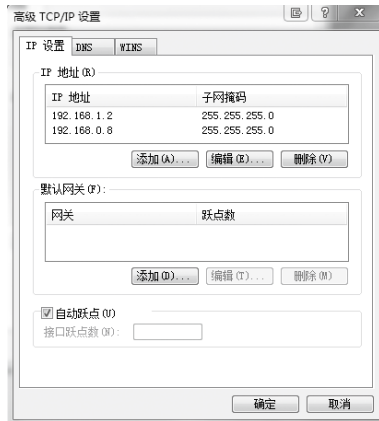 高级 TCP/IP 设置
IP 设置 DNS WINS
IP 地址(R)
IP 地址 子网掩码
192.168.1.2 255.255.255.0
192.168.0.8 255.255.255.0
添加(A)... 编辑(E)... 删除(V)
默认网关(F):
网关 跃点数
添加(D)... 编辑(T)... 删除(M)
自动跃点(U)
接口跃点数(N):
确定 取消